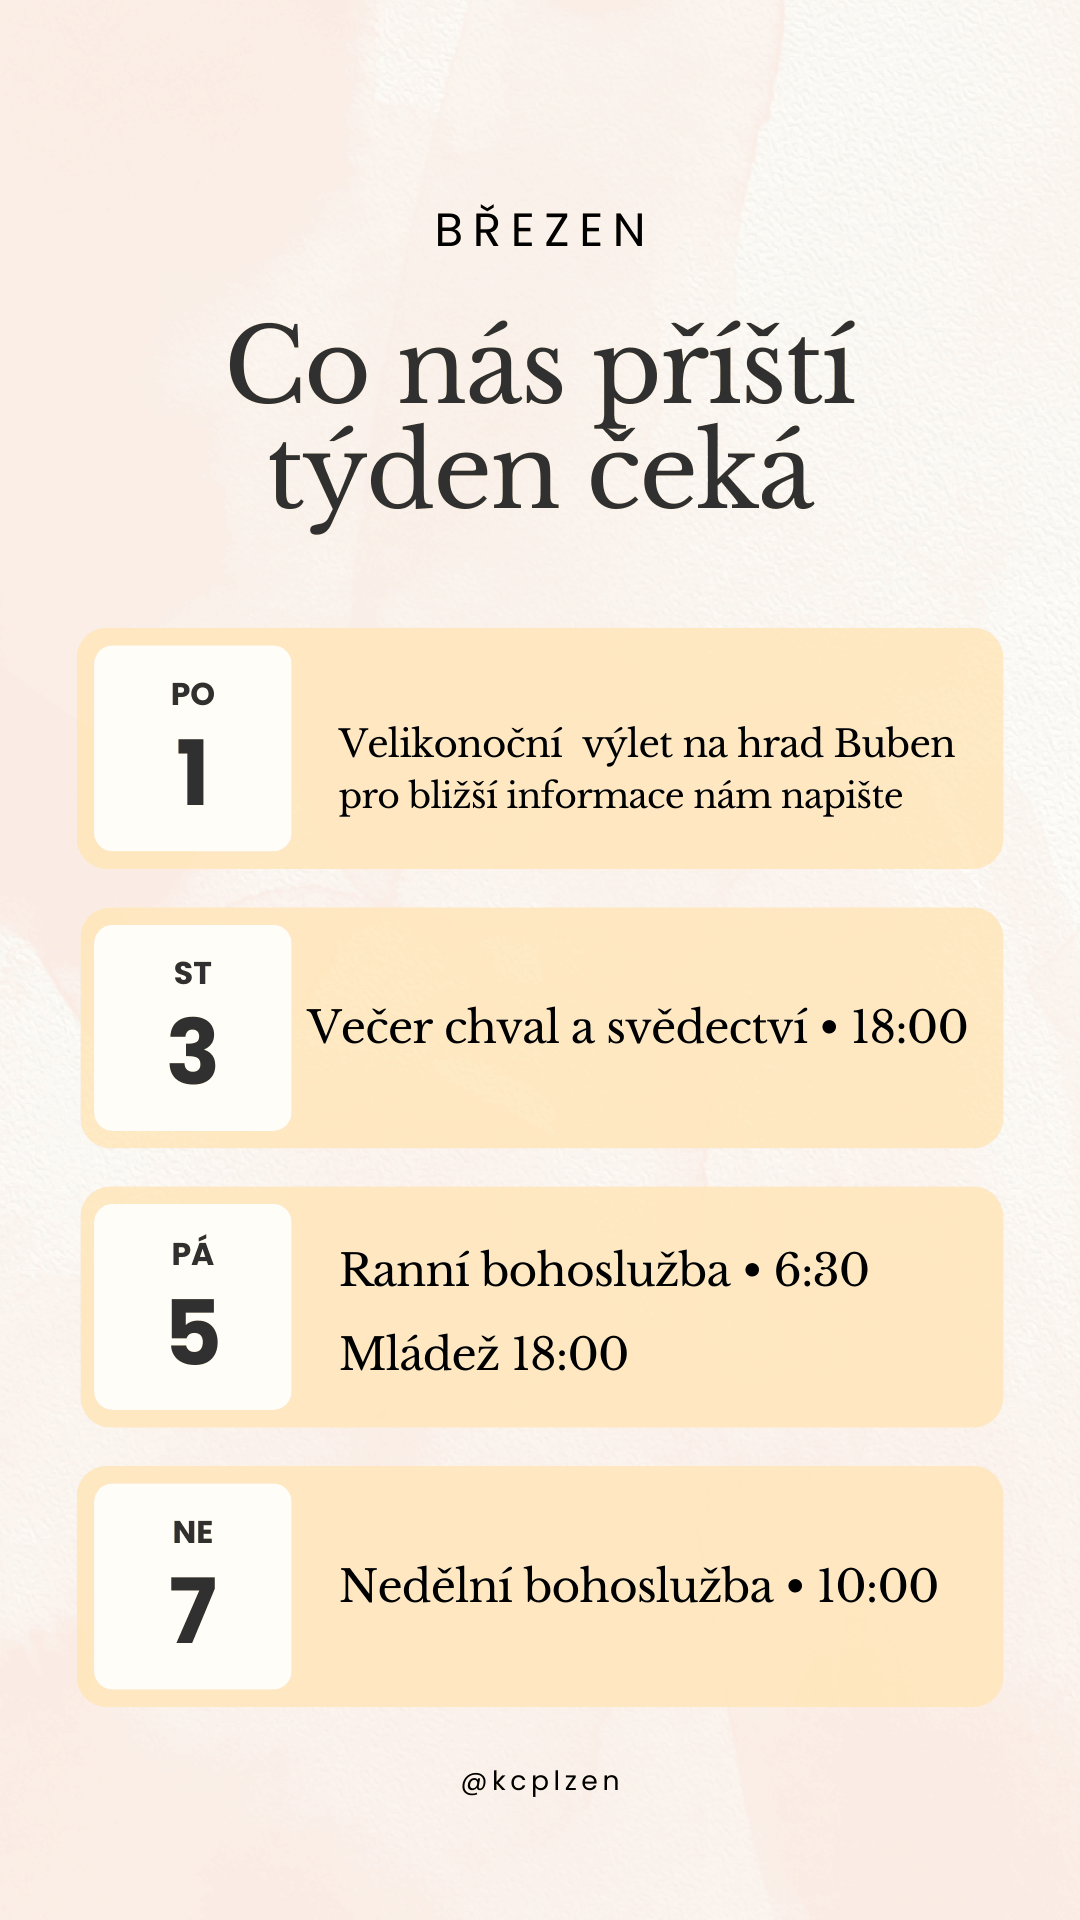 BŘEZEN
Co nás příští
týden čeká
PO
1
Velikonoční  výlet na hrad Buben
pro bližší informace nám napište
ST
3
Večer chval a svědectví • 18:00
PÁ
5
Ranní bohoslužba • 6:30
Mládež 18:00
NE
7
Nedělní bohoslužba • 10:00
@kcplzen